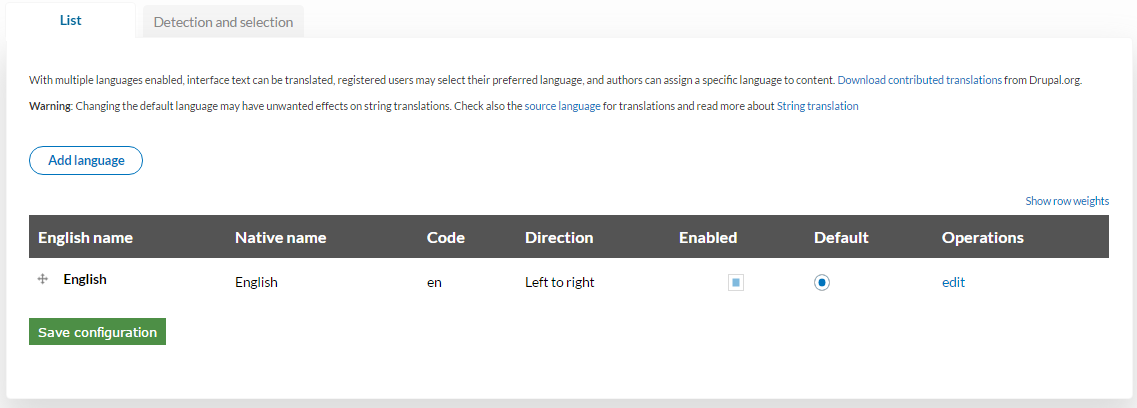 List
Detection and selection
With multiple languages enabled, interface text can be translated, registered users may select their preferred language, and authors can assign a specific language to content. Download contributed translations from Drupal.org.
Warning: Changing the default language may have unwanted effects on string translations. Check also the source language for translations and read more about String translation
Add language
Show row weights
English name Native name Code Direction Enabled Default Operations
English English en Left to right edit
Save configuration